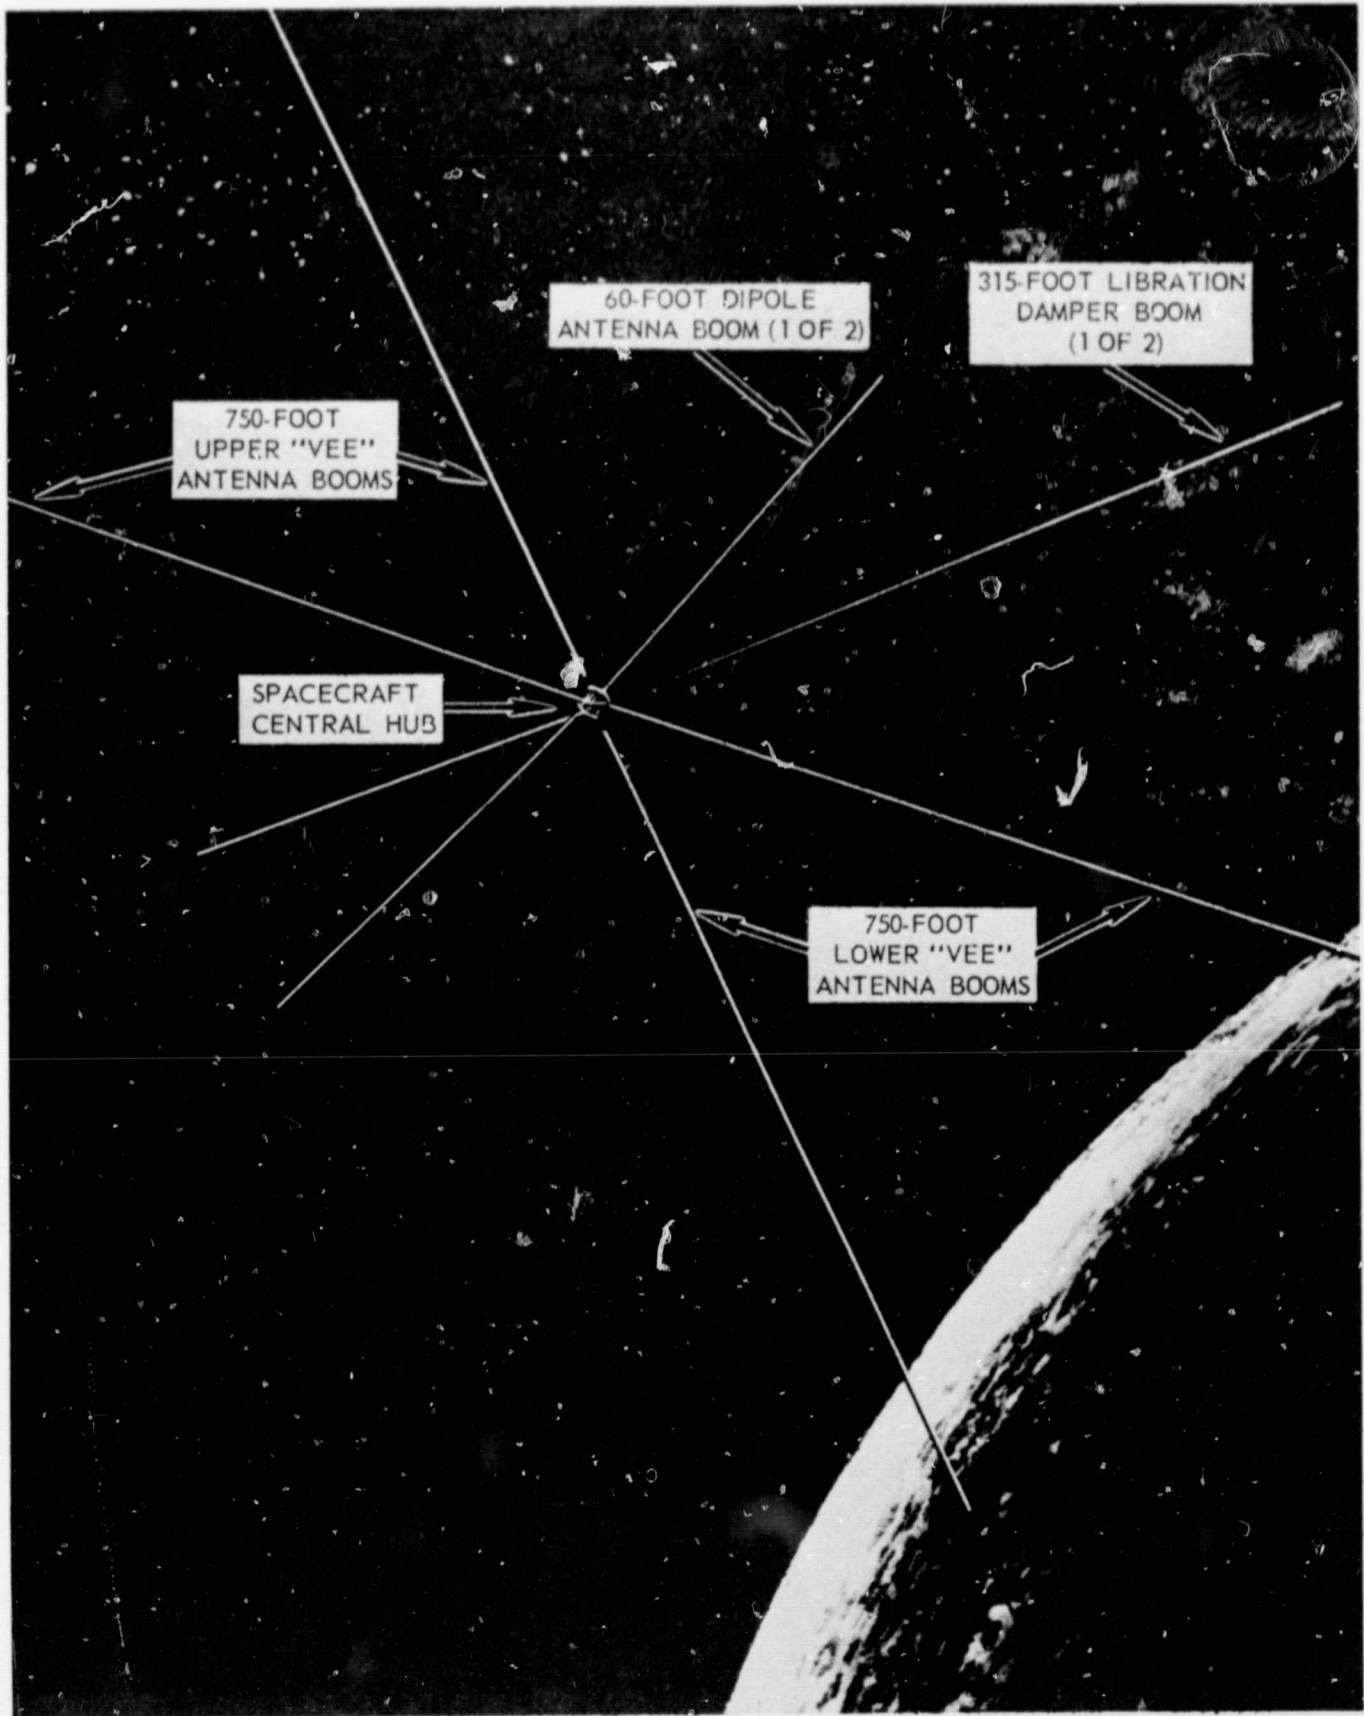 60-FOOT DIPOLE
ANTENNA BOOM (1 OF 2)
315-FOOT LIBRATION
DAMPER BOOM
(1 OF 2)
750-FOOT
UPPER "VEE"
ANTENNA BOOMS
SPACECRAFT
CENTRAL HUB
750-FOOT
LOWER "VEE"
ANTENNA BOOMS